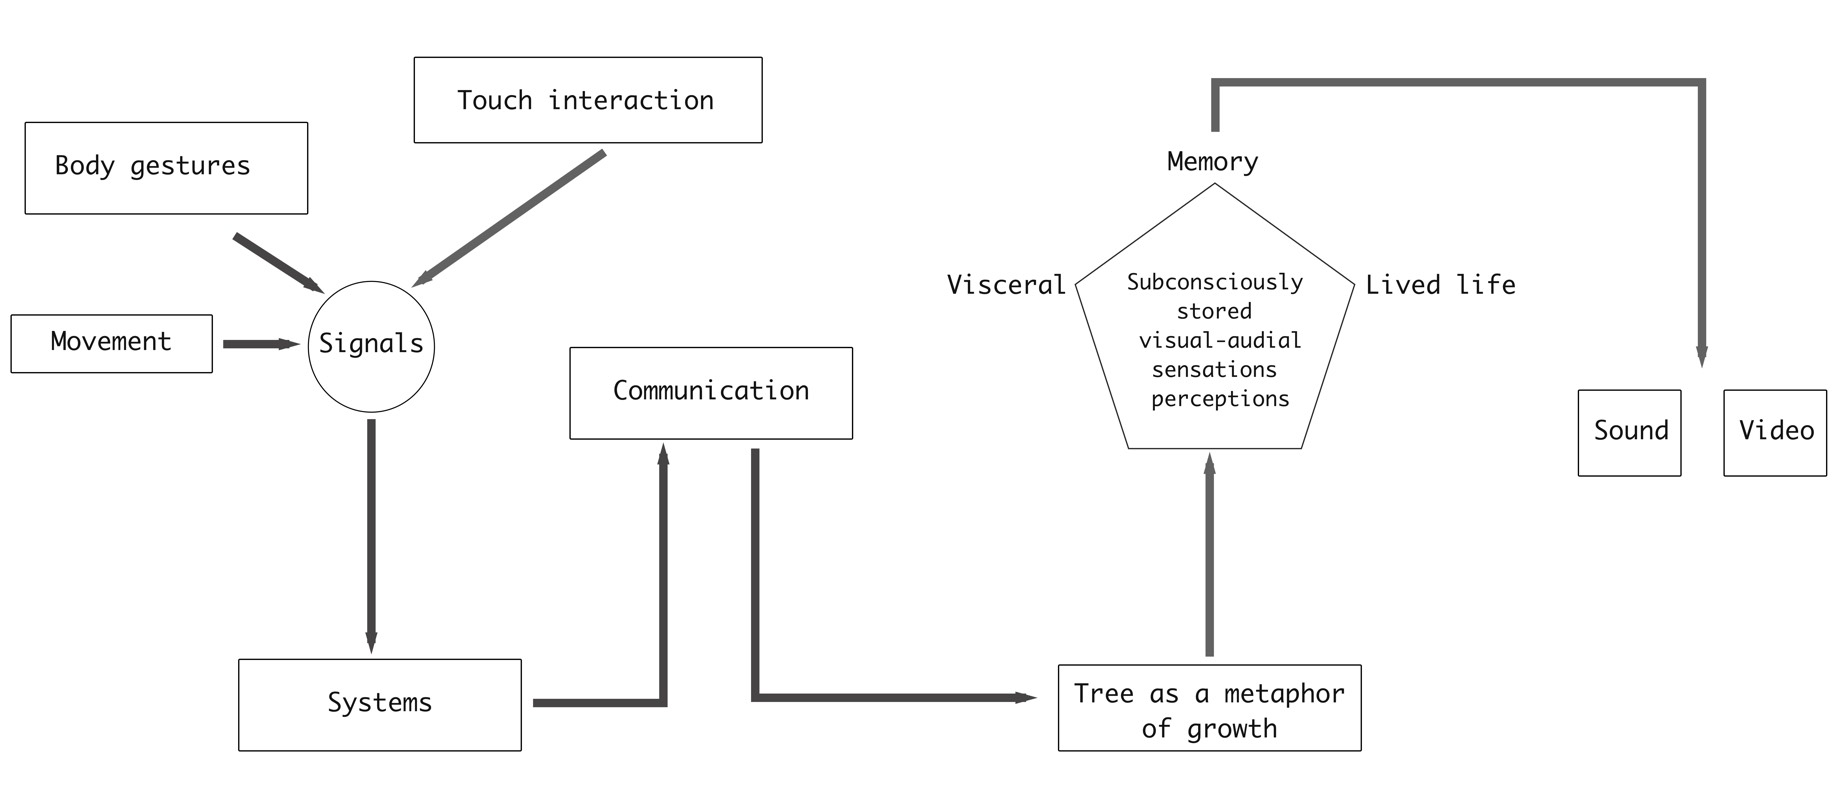 Touch interaction
Body gestures
Movement
Signals
Systems
Communication
Tree as a metaphor
of growth
Memory
Visceral
Lived life
Subconsciously
stored
visual-audial
sensations
perceptions
Sound
Video